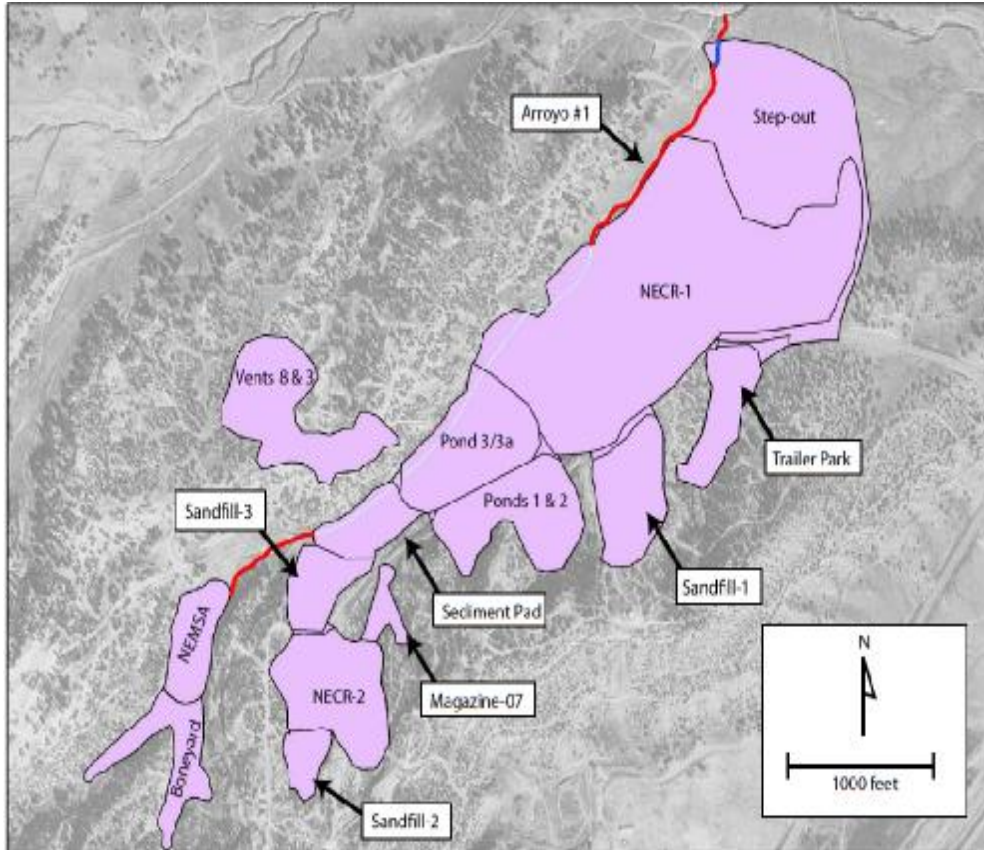 Step-out
Arroyo #1
NECR-1
Vents 8 & 3
Pond 3/3a
Trailer Park
Ponds 1 & 2
Sandfill-3
Sandfill-1
Sediment Pad
NEMSA
NECR-2
Magazine-07
Boneyard
Sandfill-2
N
1000 feet